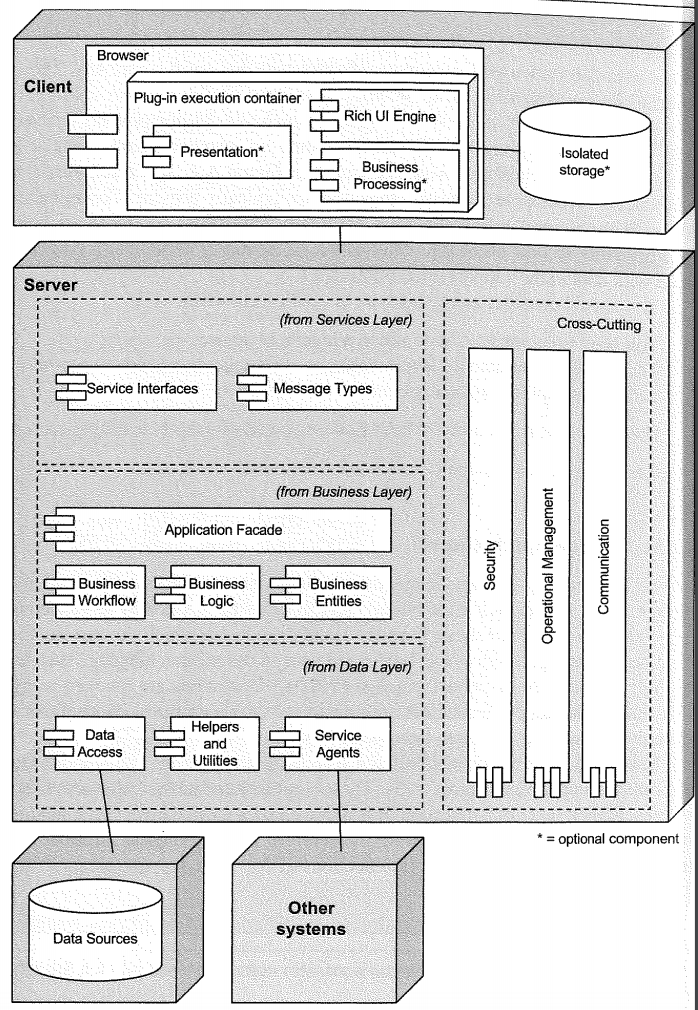 Browser
Client
Plug-in execution container
Rich UI Engine
Presentation*
Business
Processing*
Isolated
storage*
Server
(from Services Layer)
Service Interfaces
Message Types
(from Business Layer)
Application Facade
Business
Workflow
Business
Logic
Business
Entities
(from Data Layer)
Data
Access
Helpers
and
Utilities
Service
Agents
Cross-Cutting
Security
Operational Management
Communication
* = optional component
Data Sources
Other
systems